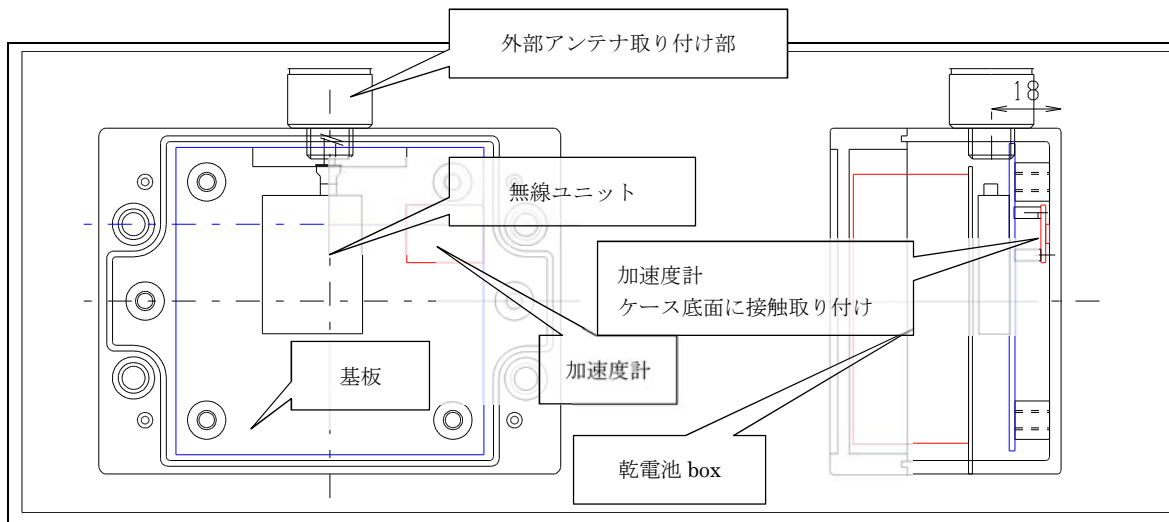 外部アンテナ取り付け部
18
無線ユニット
加速度計
ケース底面に接触取り付け
加速度計
基板
乾電池 box